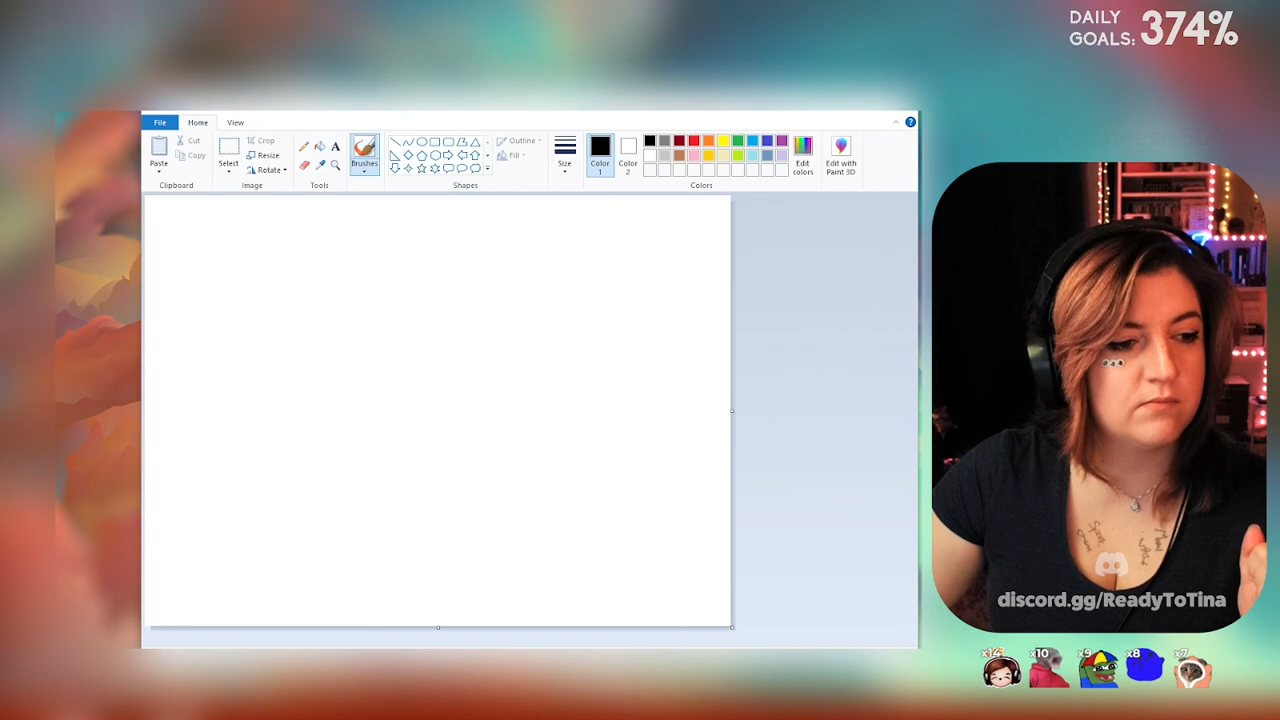 DAILY
GOALS: 374%
File Home View
Paste
Cut
Copy
Clipboard
Select
Crop
Resize
Rotate
Image
A
Tools
Brushes
Outline
Fill
Shapes
Size
Color
1
Color
2
Edit
colors
Colors
Edit with
Paint 3D
?
discord.gg/ReadyToTina
x14 x10 x9 x8 x7